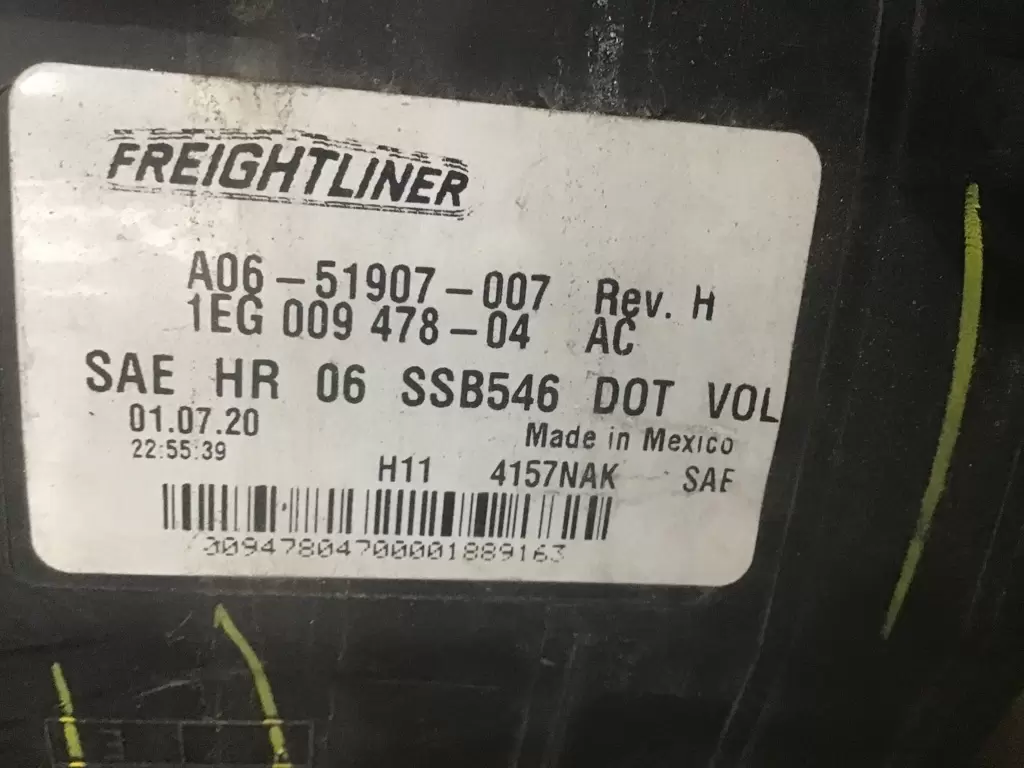 FREIGHTLINER
A06-51907-007 Rev. H
1EG 009 478-04 AC
SAE HR 06 SSB546 DOT VOL
01.07.20
Made in Mexico
22:55:39
H11 4157NAK SAE
00947804700001889163